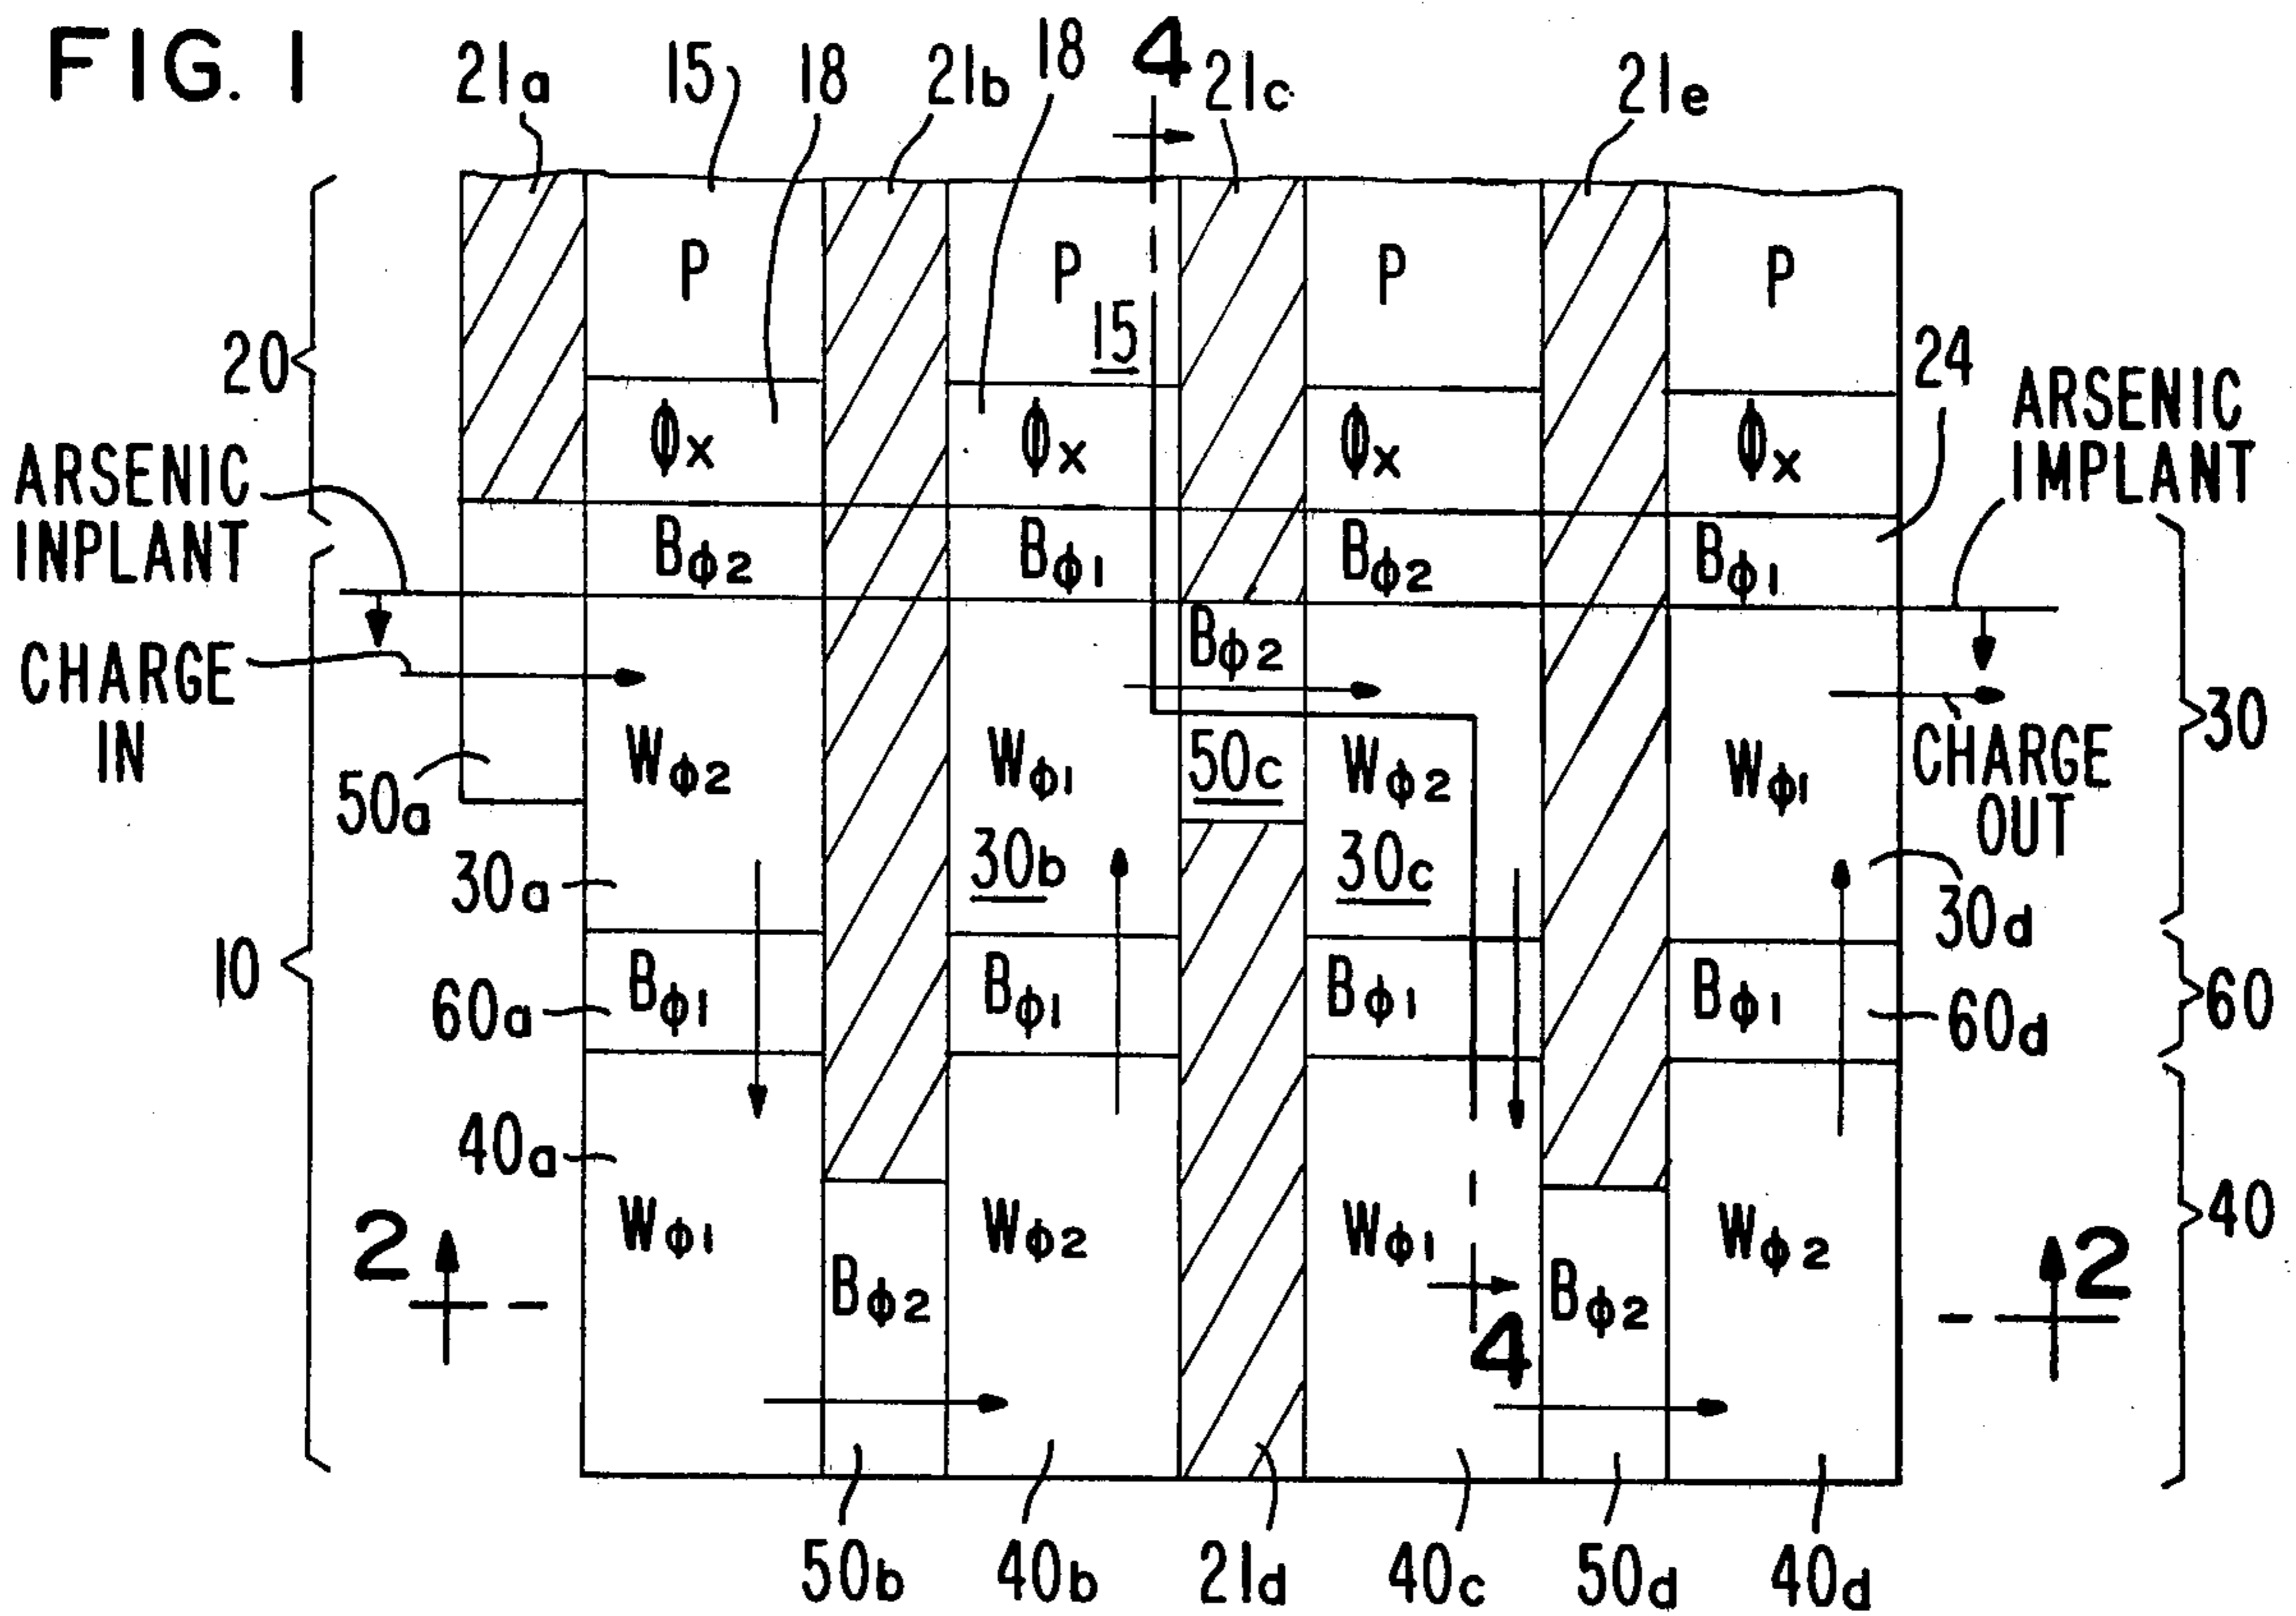 FIG. 1
21a
15
18
21b
18
4
21c
21e
P
P
P
P
15
20
24
ARSENIC
INPLANT
ARSENIC
IMPLANT
ΦX
ΦX
ΦX
ΦX
BΦ2
BΦ1
BΦ2
BΦ1
BΦ2
CHARGE
IN
WΦ2
WΦ1
50c
WΦ2
WΦ1
CHARGE
OUT
30
50a
30a
30b
30c
30d
10
60a
BΦ1
BΦ1
BΦ1
BΦ1
60d
60
40a
WΦ1
WΦ2
WΦ1
WΦ2
40
2
2
BΦ2
BΦ2
4
50b
40b
21d
40c
50d
40d